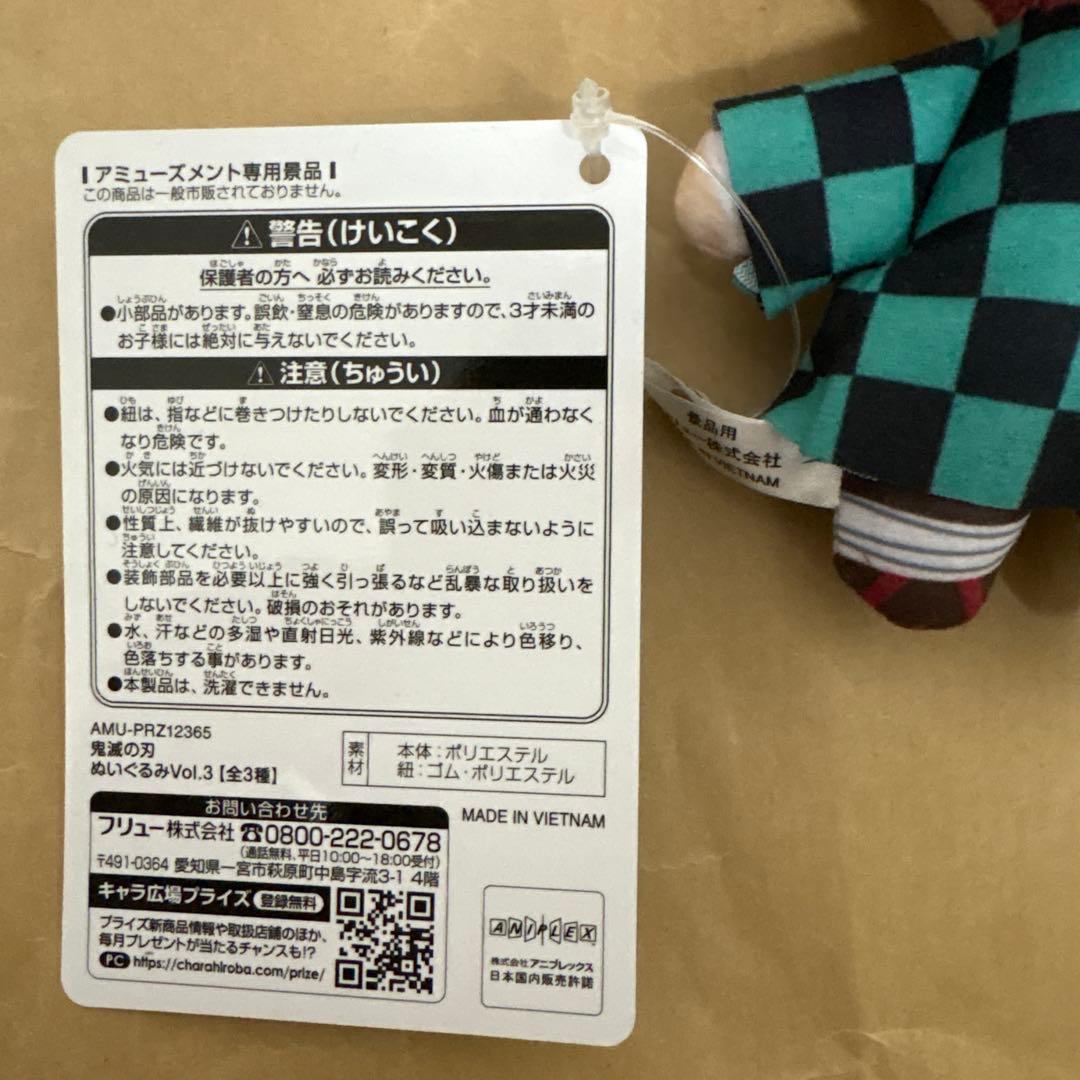 アミューズメント専用景品
この商品は一般市販されておりません。
⚠警告(けいこく)
保護者の方へ 必ずお読みください。
●小部品があります。誤飲・窒息の危険がありますので、3才未満の
お子様には絶対に与えないでください。
⚠注意(ちゅうい)
●紐は、指などに巻きつけたりしないでください。血が通わなく
なり危険です。
●火気には近づけないでください。変形・変質・火傷または火災
の原因になります。
●性質上、繊維が抜けやすいので、誤って吸い込まないように
注意してください。
●装飾部品を必要以上に強く引っ張るなど乱暴な取り扱いを
しないでください。破損のおそれがあります。
●水、汗などの多湿や直射日光、紫外線などにより色移り、
色落ちする事があります。
●本製品は、洗濯できません。
AMU-PRZ12365
鬼滅の刃
ぬいぐるみVol.3【全3種】
素材
本体:ポリエステル
紐:ゴム・ポリエステル
MADE IN VIETNAM
お問い合わせ先
フリュー株式会社 ☎0800-222-0678
(通話無料、平日10:00~18:00受付)
〒491-0364 愛知県一宮市萩原町中島字流3-1 4階
キャラ広場プライズ 登録無料
プライズ新商品情報や取扱店舗のほか、
毎月プレゼントが当たるチャンスも!?
PC https://charahiroba.com/prize/
ANIPLEX
株式会社アニプレックス
日本国内販売許諾
景品用
リュー株式会社
IN VIETNAM